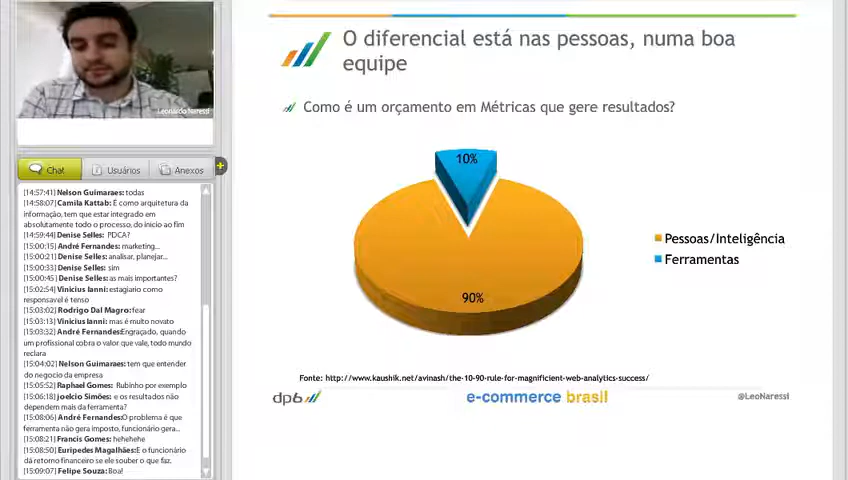 Leonardo Naressi
Chat
Usuários
Anexos
[14:57:41] Nelson Guimaraes: todas
[14:58:07] Camila Kattab: É como arquitetura da
informação, tem que estar integrado em
absolutamente todo o processo, do inicio ao fim
[14:59:44] Denise Selles: PDCA?
[15:00:15] André Fernandes: marketing...
[15:00:21] Denise Selles: analisar, planejar...
[15:00:33] Denise Selles: sim
[15:00:45] Denise Selles: as mais importantes?
[15:02:54] Vinicius Ianni: estagiario como
responsavel é tenso
[15:03:02] Rodrigo Dal Magro: fear
[15:03:13] Vinicius Ianni: mas é muito novato
[15:03:32] André Fernandes: Engraçado, quando
um profissional cobra o valor que vale, todo mundo
reclara
[15:04:02] Nelson Guimaraes: tem que entender
do negocio da empresa
[15:05:52] Raphael Gomes: Rubinho por exemplo
[15:06:18] joelcio Simões: e os resultados não
dependem mais da ferramenta?
[15:08:06] André Fernandes: O problema é que
ferramenta não gera imposto, funcionário gera...
[15:08:21] Francis Gomes: hehehehe
[15:08:50] Euripedes Magalhães: E o funcionário
dá retorno financeiro se ele souber o que faz.
[15:09:07] Felipe Souza: Boa!
O diferencial está nas pessoas, numa boa
equipe
Como é um orçamento em Métricas que gere resultados?
10%
90%
Pessoas/Inteligência
Ferramentas
Fonte: http://www.kaushik.net/avinash/the-10-90-rule-for-magnificient-web-analytics-success/
dp6
e-commerce brasil
@LeoNaressi